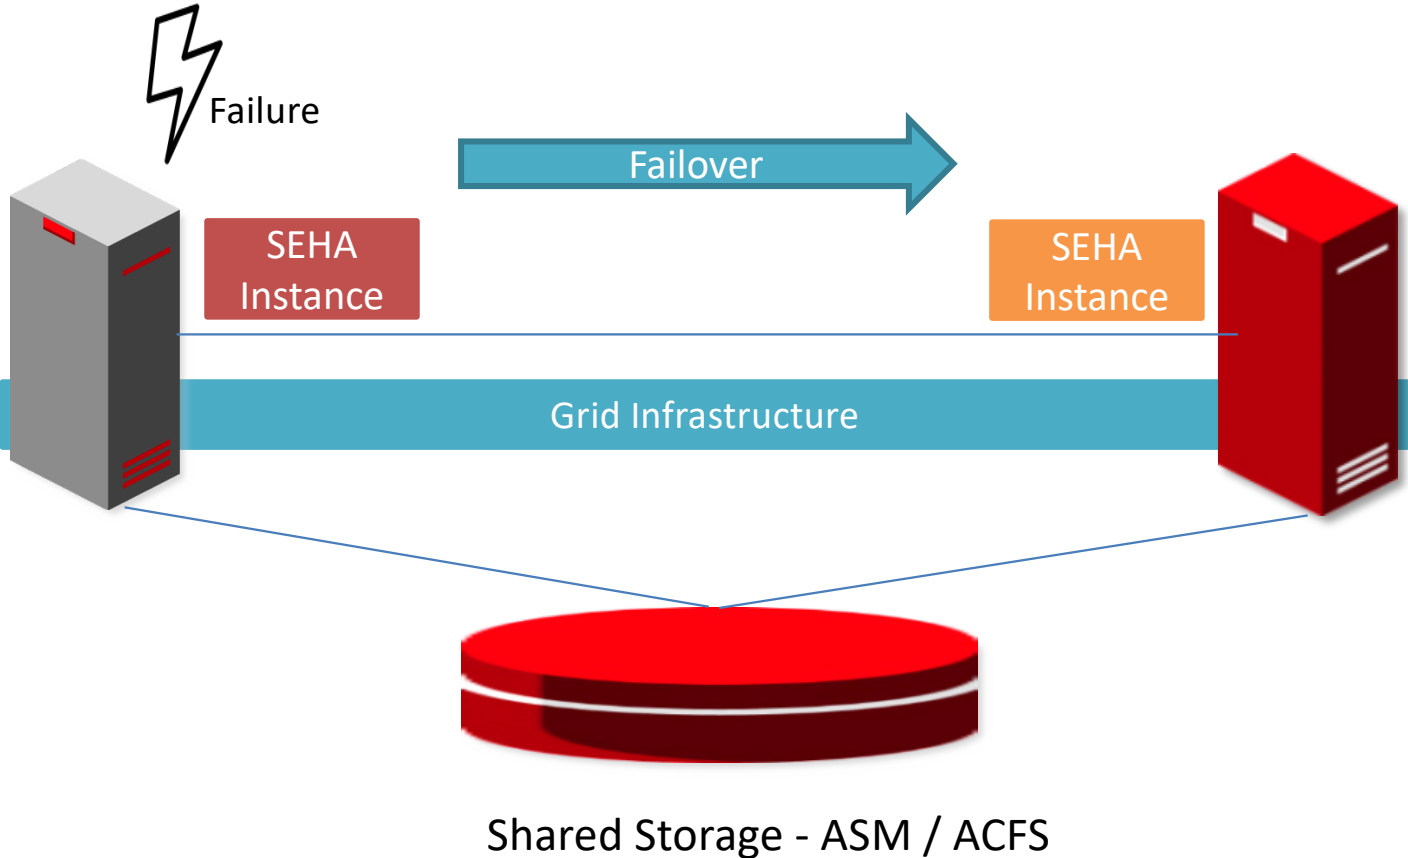 Failure
Failover
SEHA
Instance
SEHA
Instance
Grid Infrastructure
Shared Storage - ASM / ACFS